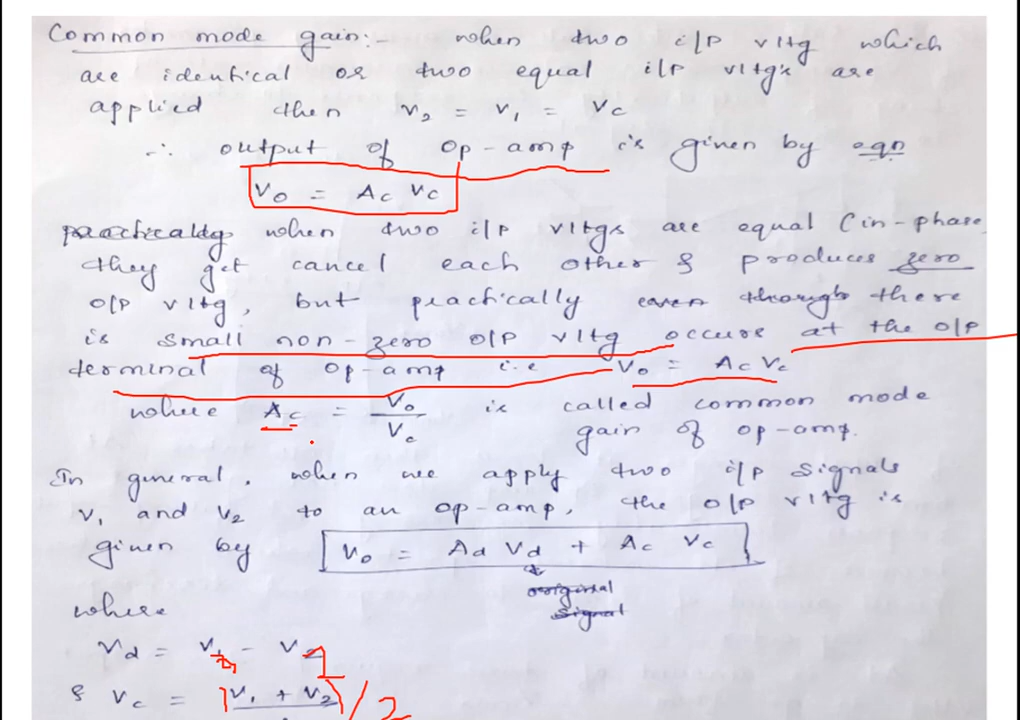 Common mode gain:- when two i/p vltg which
are identical or two equal i/p vltgs are
applied then v₂ = v₁ = Vc
∴ output of op-amp is given by eqn
Vo = Ac Vc
practically when two i/p vltgs are equal (in-phase
they get cancel each other & produces zero
o/p vltg, but practically even though there
is small non-zero o/p vltg occurs at the o/p
terminal of op-amp i.e Vo = Ac Vc
where Ac = Vo/Vc is called common mode
gain of op-amp.
In general, when we apply two i/p signals
V₁ and V₂ to an op-amp, the o/p vltg is
given by Vo = Ad Vd + Ac Vc
original
signal
where
Vd = V₁ - V₂
& Vc = (V₁ + V₂)/2